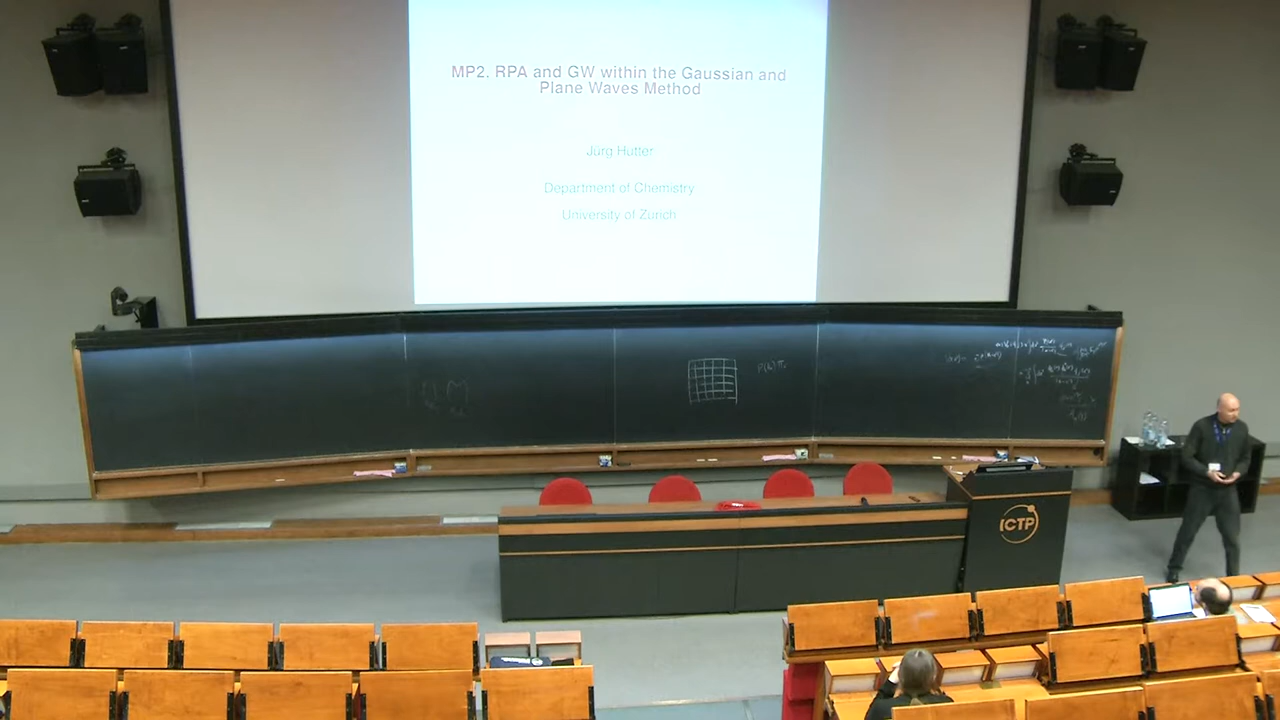 MP2, RPA and GW within the Gaussian and
Plane Waves Method
Jürg Hutter
Department of Chemistry
University of Zurich
ICTP